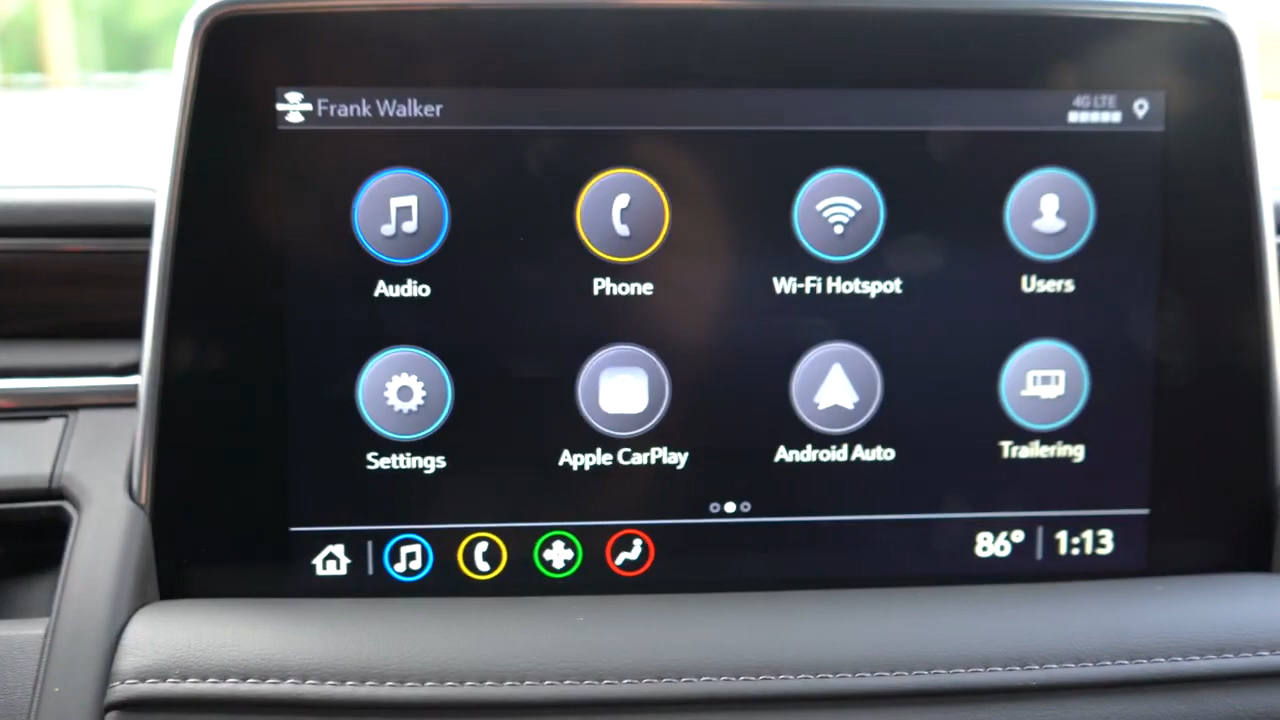 Frank Walker
4G LTE
Audio
Phone
Wi-Fi Hotspot
Users
Settings
Apple CarPlay
Android Auto
Trailering
86° 1:13